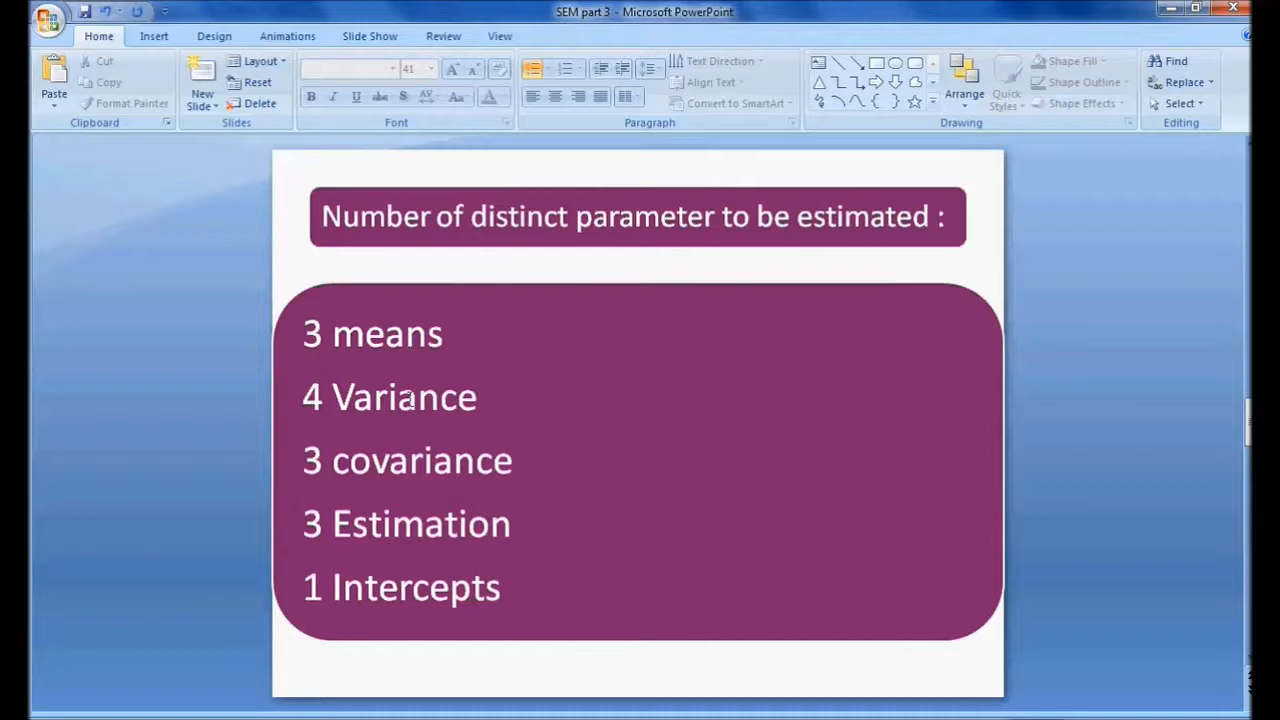 SEM part 3 - Microsoft PowerPoint
Home Insert Design Animations Slide Show Review View
Paste
Cut
Copy
Format Painter
Clipboard
New Slide
Layout
Reset
Delete
Slides
41
B I U abc S AV Aa A
Font
Text Direction
Align Text
Convert to SmartArt
Paragraph
Arrange
Quick Styles
Shape Fill
Shape Outline
Shape Effects
Drawing
Find
Replace
Select
Editing
Number of distinct parameter to be estimated :
3 means
4 Variance
3 covariance
3 Estimation
1 Intercepts